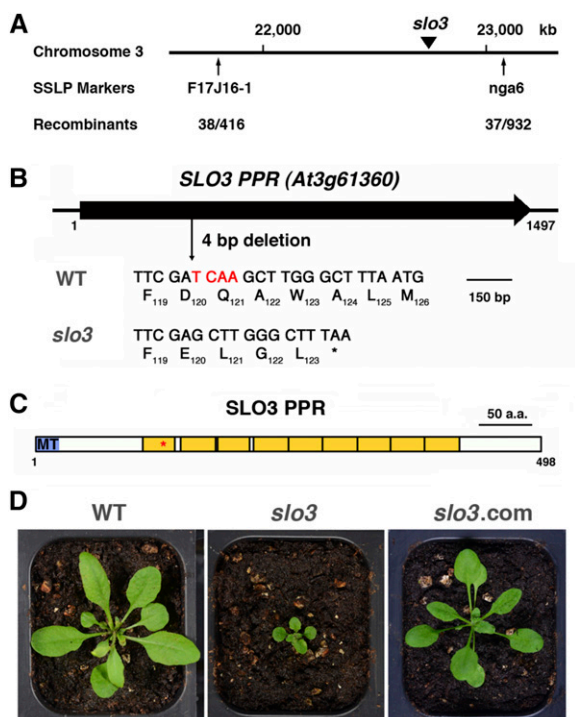 A
slo3
22,000 23,000 kb
Chromosome 3
SSLP Markers F17J16-1 nga6
Recombinants 38/416 37/932
B
SLO3 PPR (At3g61360)
1 1497
4 bp deletion
WT TTC GAT CAA GCT TGG GCT TTA ATG
F119 D120 Q121 A122 W123 A124 L125 M126
150 bp
slo3 TTC GAG CTT GGG CTT TAA
F119 E120 L121 G122 L123 *
C
SLO3 PPR
50 a.a.
MT *
1 498
D
WT slo3 slo3.com